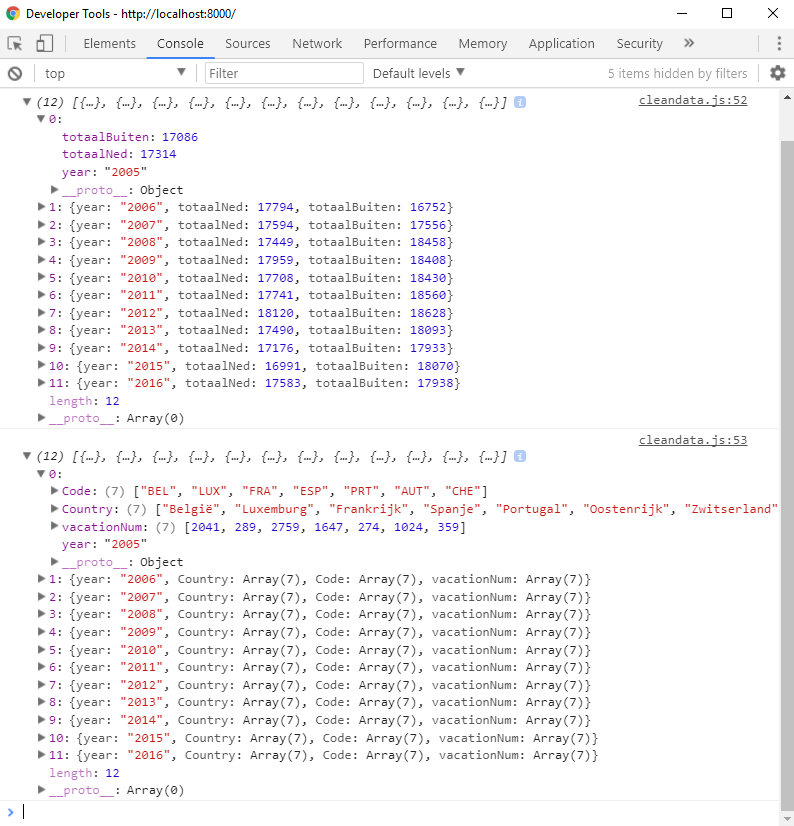 Developer Tools - http://localhost:8000/
Elements Console Sources Network Performance Memory Application Security »
top ▼ Filter Default levels ▼ 5 items hidden by filters
cleandata.js:52
▼ (12) [{…}, {…}, {…}, {…}, {…}, {…}, {…}, {…}, {…}, {…}, {…}, {…}] i
▼ 0:
totaalBuiten: 17086
totaalNed: 17314
year: "2005"
▶ __proto__: Object
▶ 1: {year: "2006", totaalNed: 17794, totaalBuiten: 16752}
▶ 2: {year: "2007", totaalNed: 17594, totaalBuiten: 17556}
▶ 3: {year: "2008", totaalNed: 17449, totaalBuiten: 18458}
▶ 4: {year: "2009", totaalNed: 17959, totaalBuiten: 18408}
▶ 5: {year: "2010", totaalNed: 17708, totaalBuiten: 18430}
▶ 6: {year: "2011", totaalNed: 17741, totaalBuiten: 18560}
▶ 7: {year: "2012", totaalNed: 18120, totaalBuiten: 18628}
▶ 8: {year: "2013", totaalNed: 17490, totaalBuiten: 18093}
▶ 9: {year: "2014", totaalNed: 17176, totaalBuiten: 17933}
▶ 10: {year: "2015", totaalNed: 16991, totaalBuiten: 18070}
▶ 11: {year: "2016", totaalNed: 17583, totaalBuiten: 17938}
length: 12
▶ __proto__: Array(0)
cleandata.js:53
▼ (12) [{…}, {…}, {…}, {…}, {…}, {…}, {…}, {…}, {…}, {…}, {…}, {…}] i
▼ 0:
▶ Code: (7) ["BEL", "LUX", "FRA", "ESP", "PRT", "AUT", "CHE"]
▶ Country: (7) ["België", "Luxemburg", "Frankrijk", "Spanje", "Portugal", "Oostenrijk", "Zwitserland"
▶ vacationNum: (7) [2041, 289, 2759, 1647, 274, 1024, 359]
year: "2005"
▶ __proto__: Object
▶ 1: {year: "2006", Country: Array(7), Code: Array(7), vacationNum: Array(7)}
▶ 2: {year: "2007", Country: Array(7), Code: Array(7), vacationNum: Array(7)}
▶ 3: {year: "2008", Country: Array(7), Code: Array(7), vacationNum: Array(7)}
▶ 4: {year: "2009", Country: Array(7), Code: Array(7), vacationNum: Array(7)}
▶ 5: {year: "2010", Country: Array(7), Code: Array(7), vacationNum: Array(7)}
▶ 6: {year: "2011", Country: Array(7), Code: Array(7), vacationNum: Array(7)}
▶ 7: {year: "2012", Country: Array(7), Code: Array(7), vacationNum: Array(7)}
▶ 8: {year: "2013", Country: Array(7), Code: Array(7), vacationNum: Array(7)}
▶ 9: {year: "2014", Country: Array(7), Code: Array(7), vacationNum: Array(7)}
▶ 10: {year: "2015", Country: Array(7), Code: Array(7), vacationNum: Array(7)}
▶ 11: {year: "2016", Country: Array(7), Code: Array(7), vacationNum: Array(7)}
length: 12
▶ __proto__: Array(0)
>